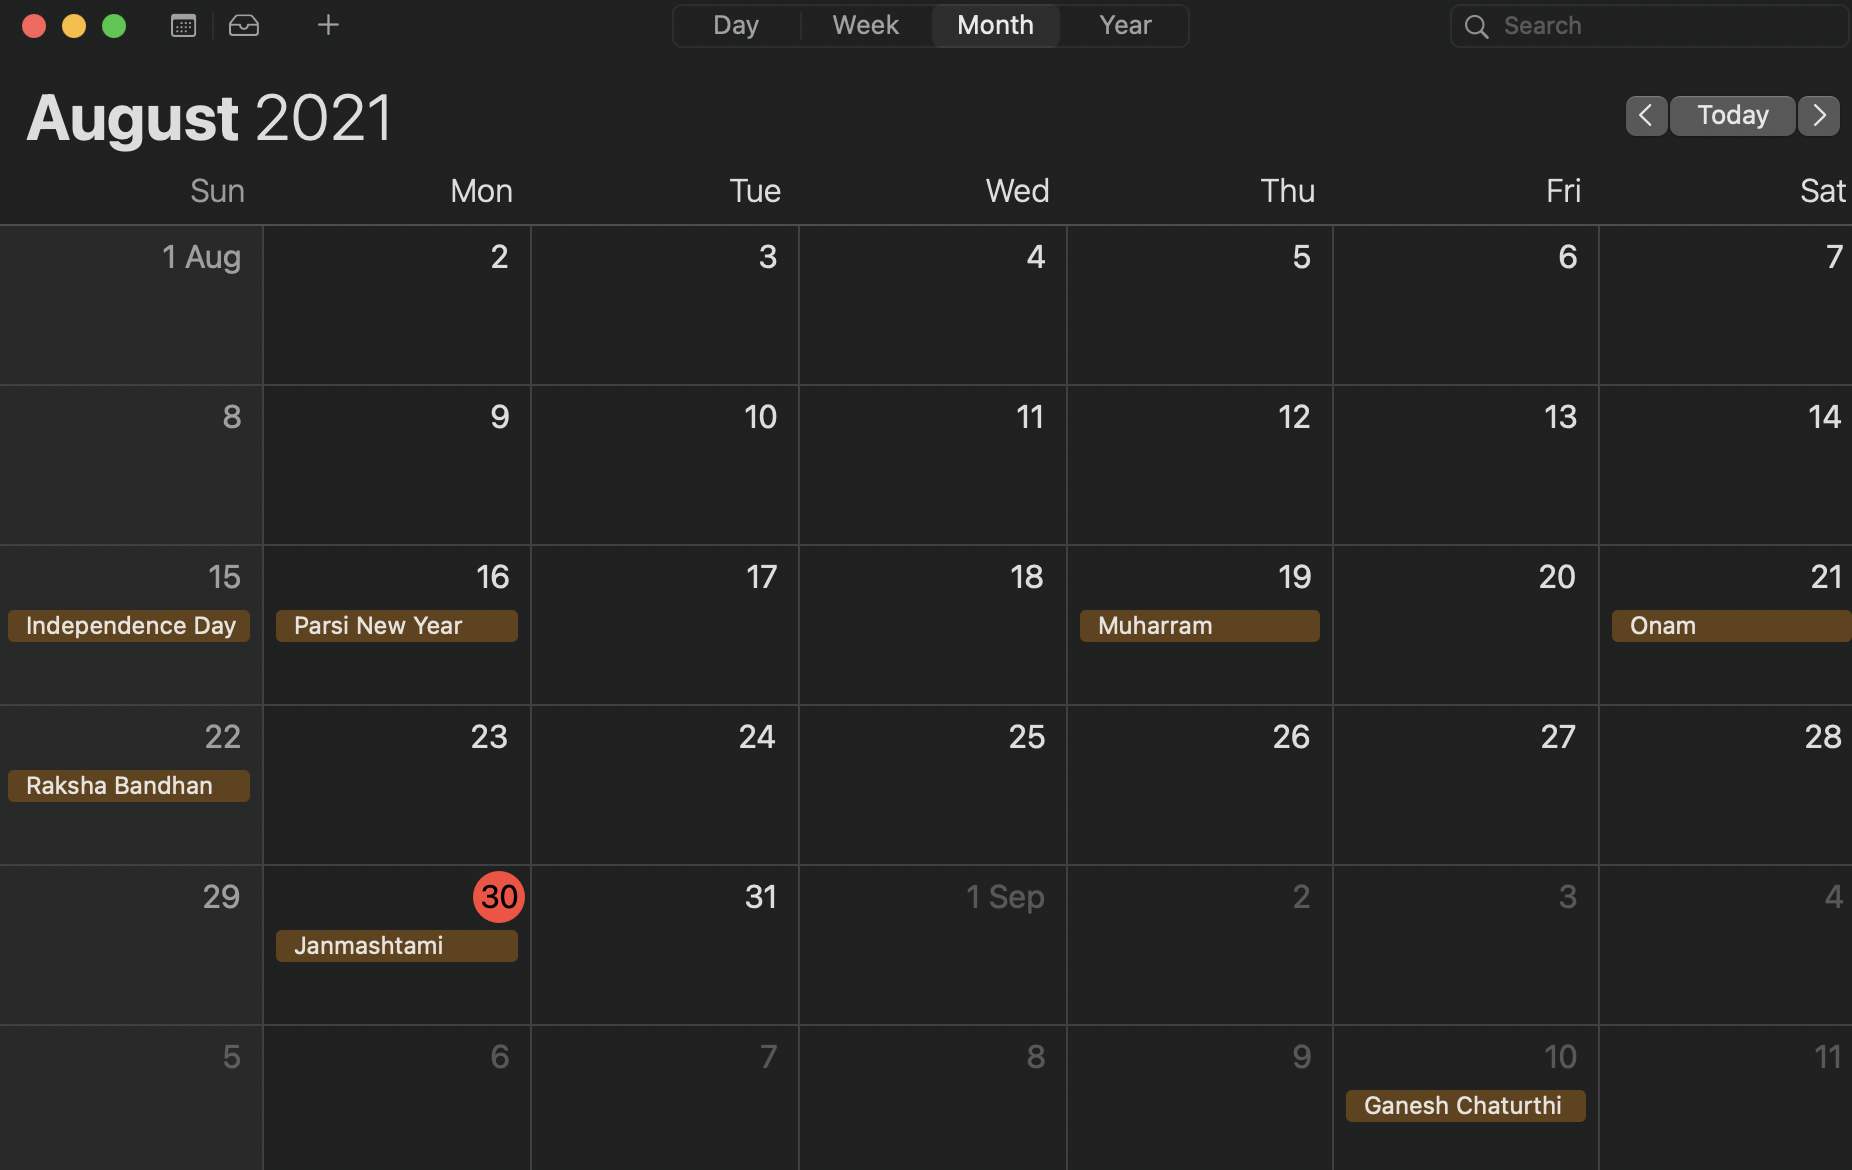 Day Week Month Year Search
August 2021
Today
Sun Mon Tue Wed Thu Fri Sat
1 Aug 2 3 4 5 6 7
8 9 10 11 12 13 14
15 16 17 18 19 20 21
Independence Day Parsi New Year Muharram Onam
22 23 24 25 26 27 28
Raksha Bandhan
29 30 31 1 Sep 2 3 4
Janmashtami
5 6 7 8 9 10 11
Ganesh Chaturthi